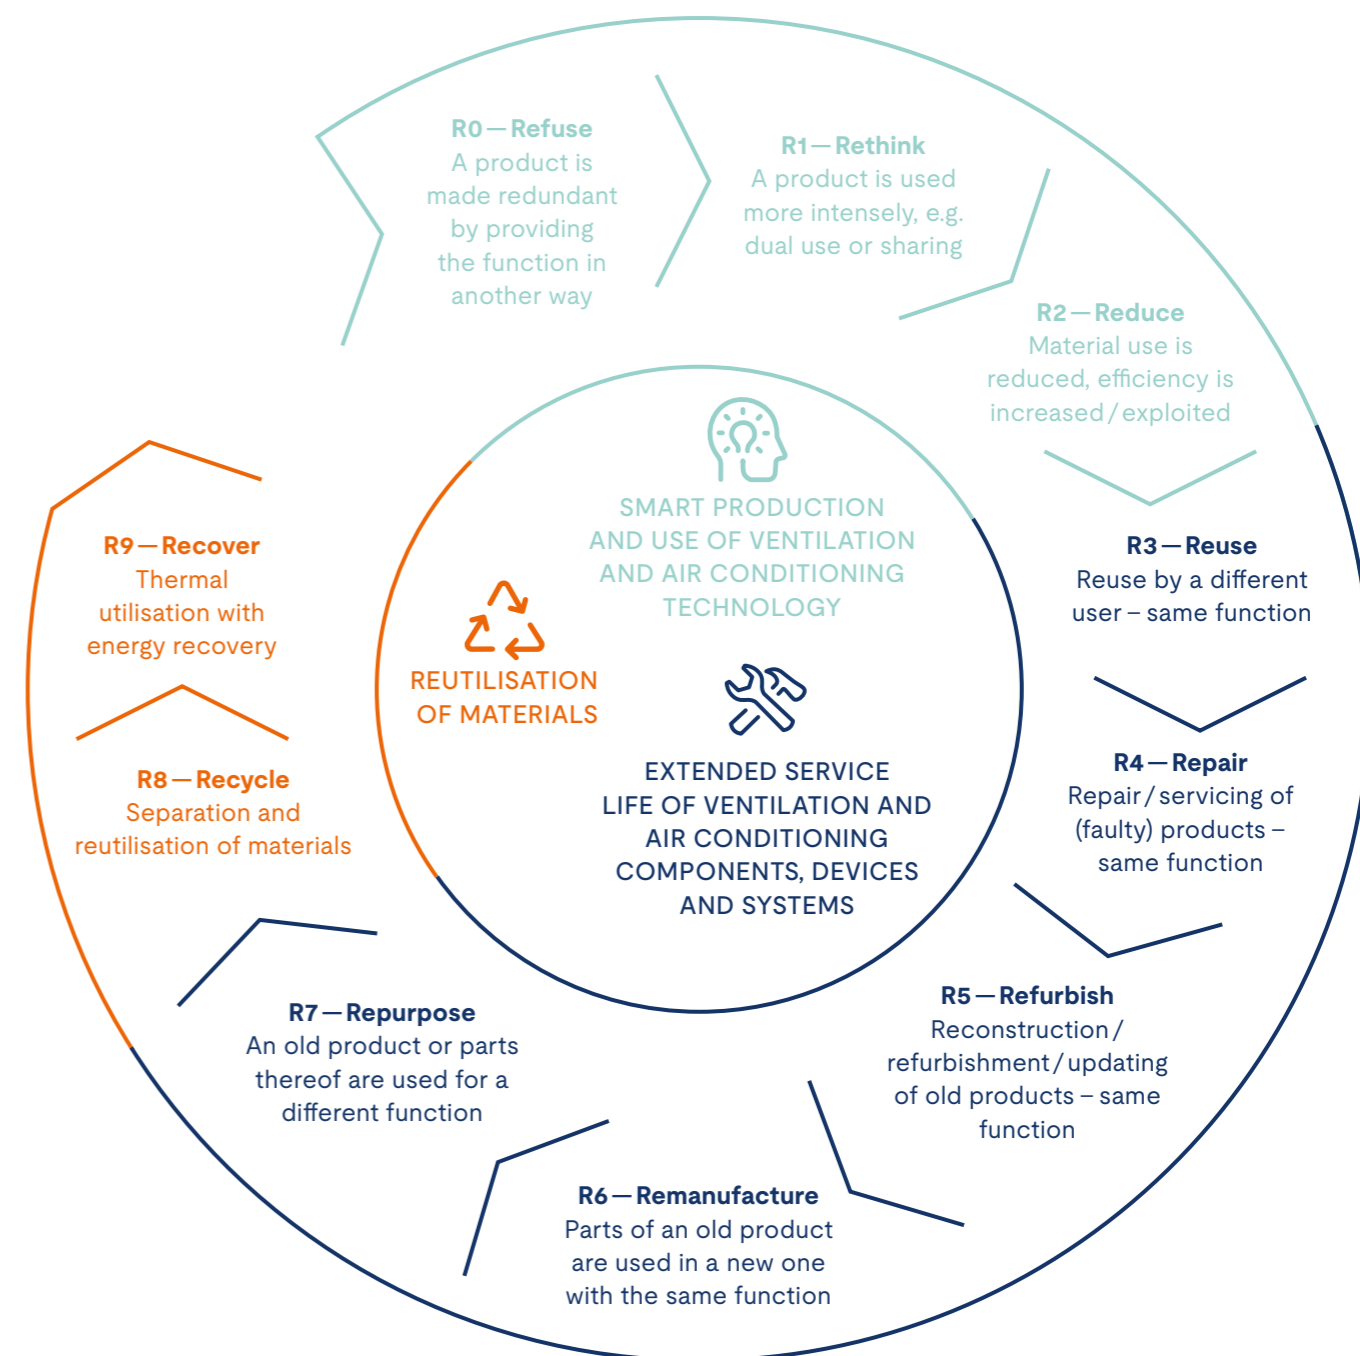 R0 — Refuse
A product is
made redundant
by providing
the function in
another way
R1 — Rethink
A product is used
more intensely, e.g.
dual use or sharing
R2 — Reduce
Material use is
reduced, efficiency is
increased / exploited
R3 — Reuse
Reuse by a different
user – same function
R4 — Repair
Repair / servicing of
(faulty) products –
same function
R5 — Refurbish
Reconstruction /
refurbishment / updating
of old products – same
function
R6 — Remanufacture
Parts of an old product
are used in a new one
with the same function
R7 — Repurpose
An old product or parts
thereof are used for a
different function
R8 — Recycle
Separation and
reutilisation of materials
R9 — Recover
Thermal
utilisation with
energy recovery
SMART PRODUCTION
AND USE OF VENTILATION
AND AIR CONDITIONING
TECHNOLOGY
EXTENDED SERVICE
LIFE OF VENTILATION AND
AIR CONDITIONING
COMPONENTS, DEVICES
AND SYSTEMS
REUTILISATION
OF MATERIALS